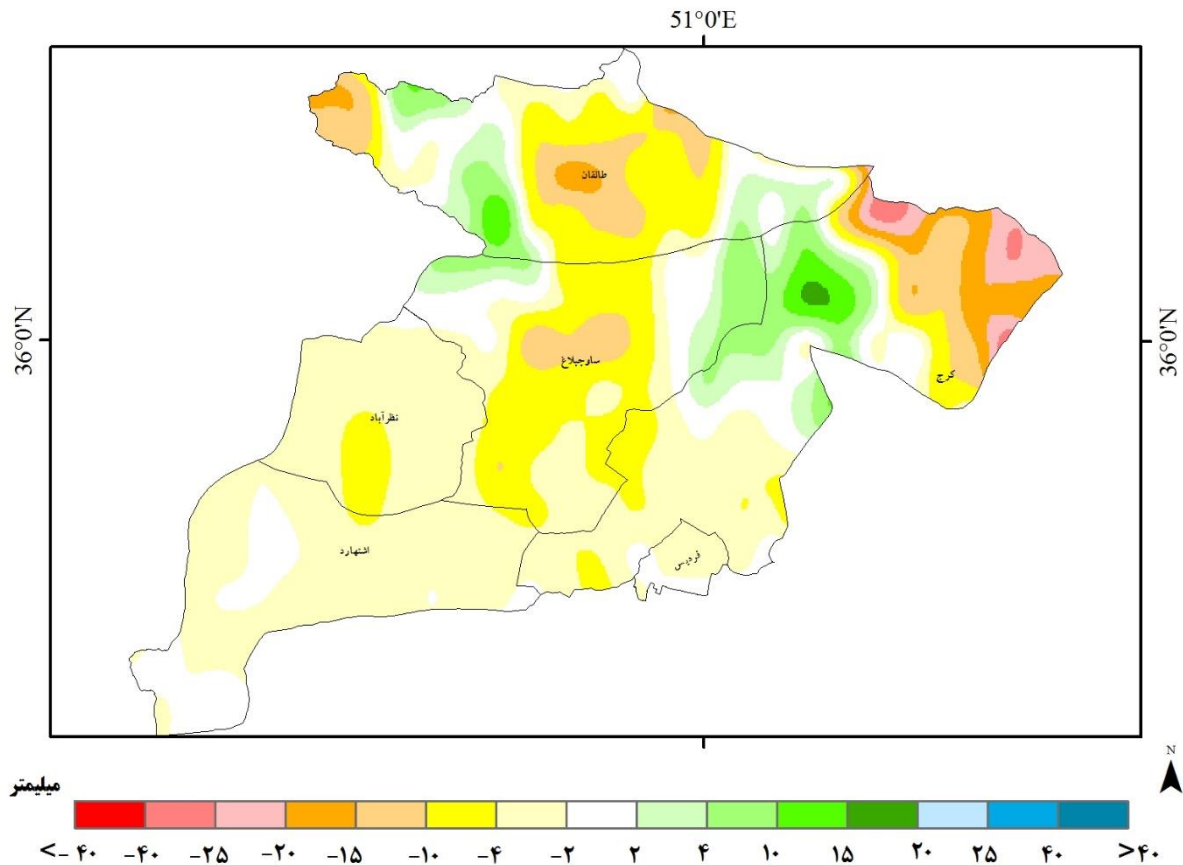 51°0'E
36°0'N
36°0'N
طالقان
ساوجبلاغ
کرج
نظرآباد
اشتهارد
فردیس
N
میلیمتر
<-۴۰ -۴۰ -۲۵ -۲۰ -۱۵ -۱۰ -۴ -۲ ۲ ۴ ۱۰ ۱۵ ۲۰ ۲۵ ۴۰ >۴۰